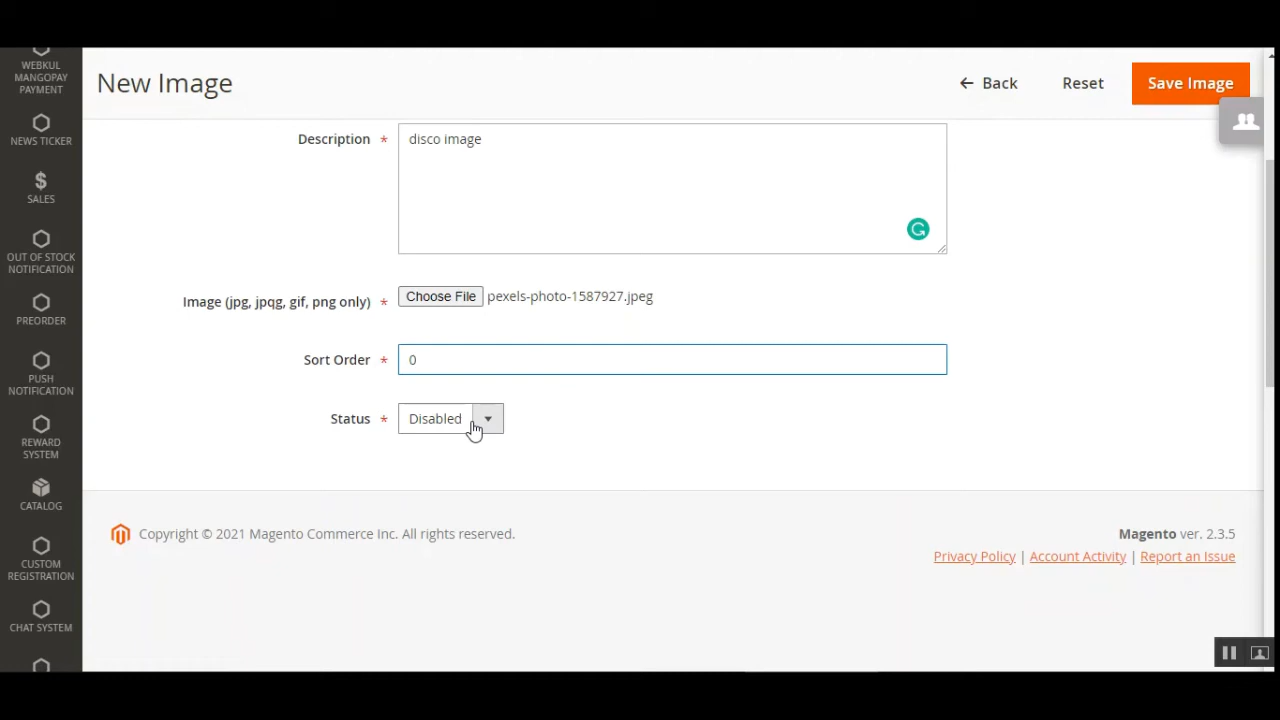 WEBKUL
MANGOPAY
PAYMENT
NEWS TICKER
SALES
OUT OF STOCK
NOTIFICATION
PREORDER
PUSH
NOTIFICATION
REWARD
SYSTEM
CATALOG
CUSTOM
REGISTRATION
CHAT SYSTEM
New Image
Back
Reset
Save Image
Description *
disco image
Image (jpg, jpqg, gif, png only) *
Choose File pexels-photo-1587927.jpeg
Sort Order *
0
Status *
Disabled
Copyright © 2021 Magento Commerce Inc. All rights reserved.
Magento ver. 2.3.5
Privacy Policy | Account Activity | Report an Issue